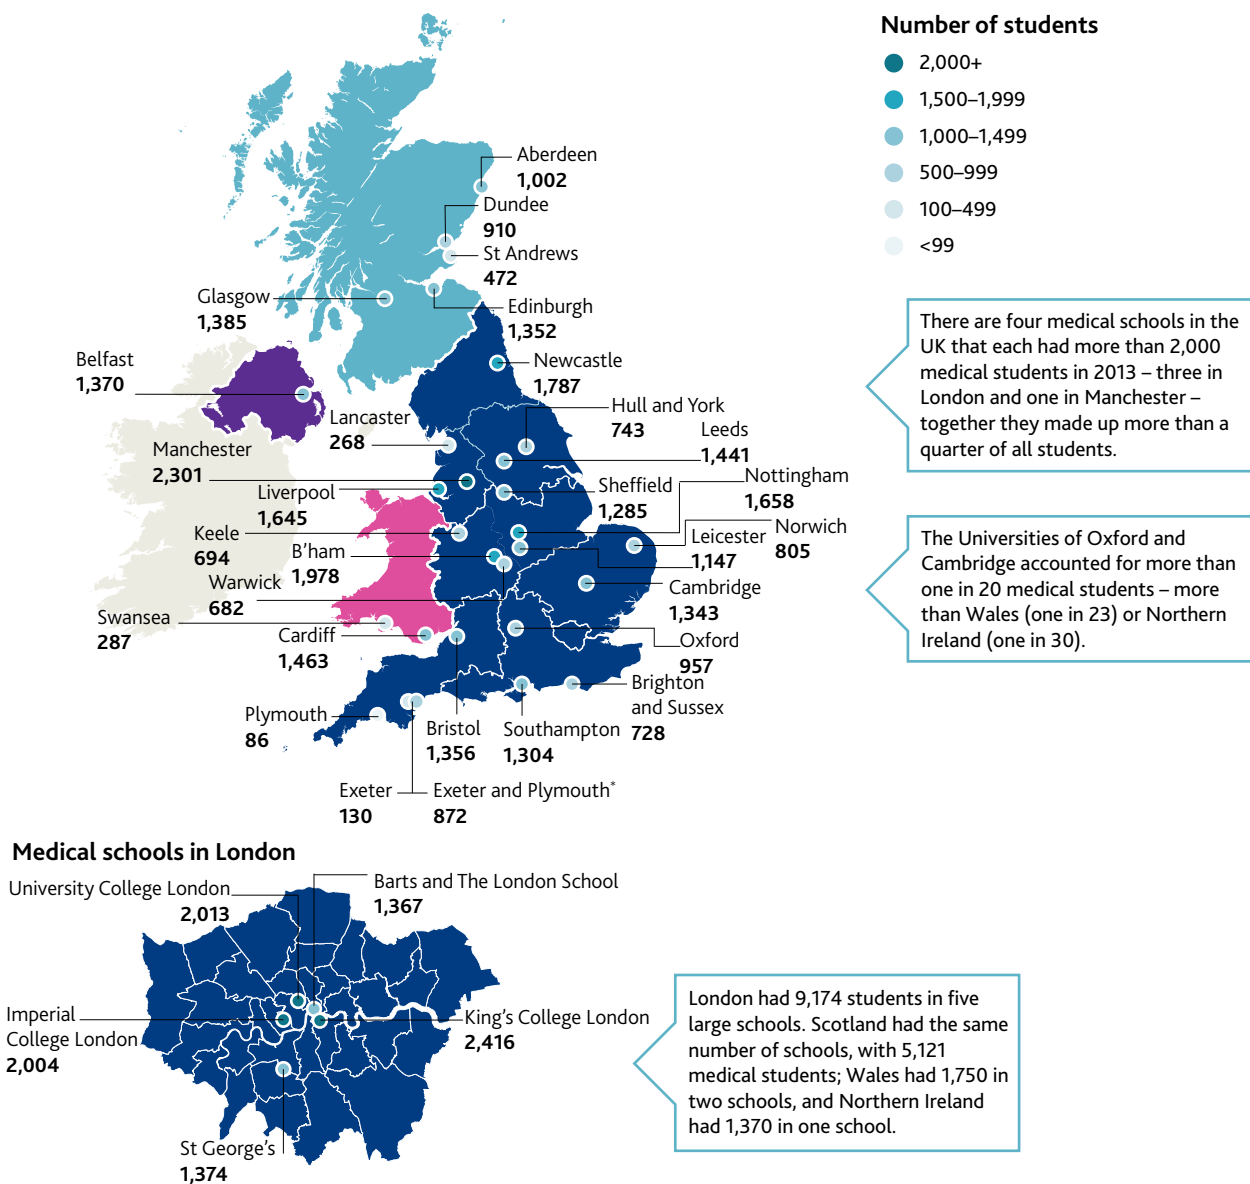 Number of students
2,000+
1,500–1,999
1,000–1,499
500–999
100–499
<99
Aberdeen
1,002
Dundee
910
St Andrews
472
Glasgow
1,385
Edinburgh
1,352
Belfast
1,370
Newcastle
1,787
Lancaster
268
Hull and York
743
Leeds
1,441
Manchester
2,301
Liverpool
1,645
Sheffield
1,285
Nottingham
1,658
Keele
694
B'ham
1,978
Leicester
1,147
Norwich
805
Warwick
682
Cambridge
1,343
Swansea
287
Cardiff
1,463
Oxford
957
Brighton
and Sussex
728
Plymouth
86
Bristol
1,356
Southampton
1,304
Exeter
130
Exeter and Plymouth*
872
There are four medical schools in the
UK that each had more than 2,000
medical students in 2013 – three in
London and one in Manchester –
together they made up more than a
quarter of all students.
The Universities of Oxford and
Cambridge accounted for more than
one in 20 medical students – more
than Wales (one in 23) or Northern
Ireland (one in 30).
Medical schools in London
University College London
2,013
Barts and The London School
1,367
Imperial
College London
2,004
King's College London
2,416
St George's
1,374
London had 9,174 students in five
large schools. Scotland had the same
number of schools, with 5,121
medical students; Wales had 1,750 in
two schools, and Northern Ireland
had 1,370 in one school.